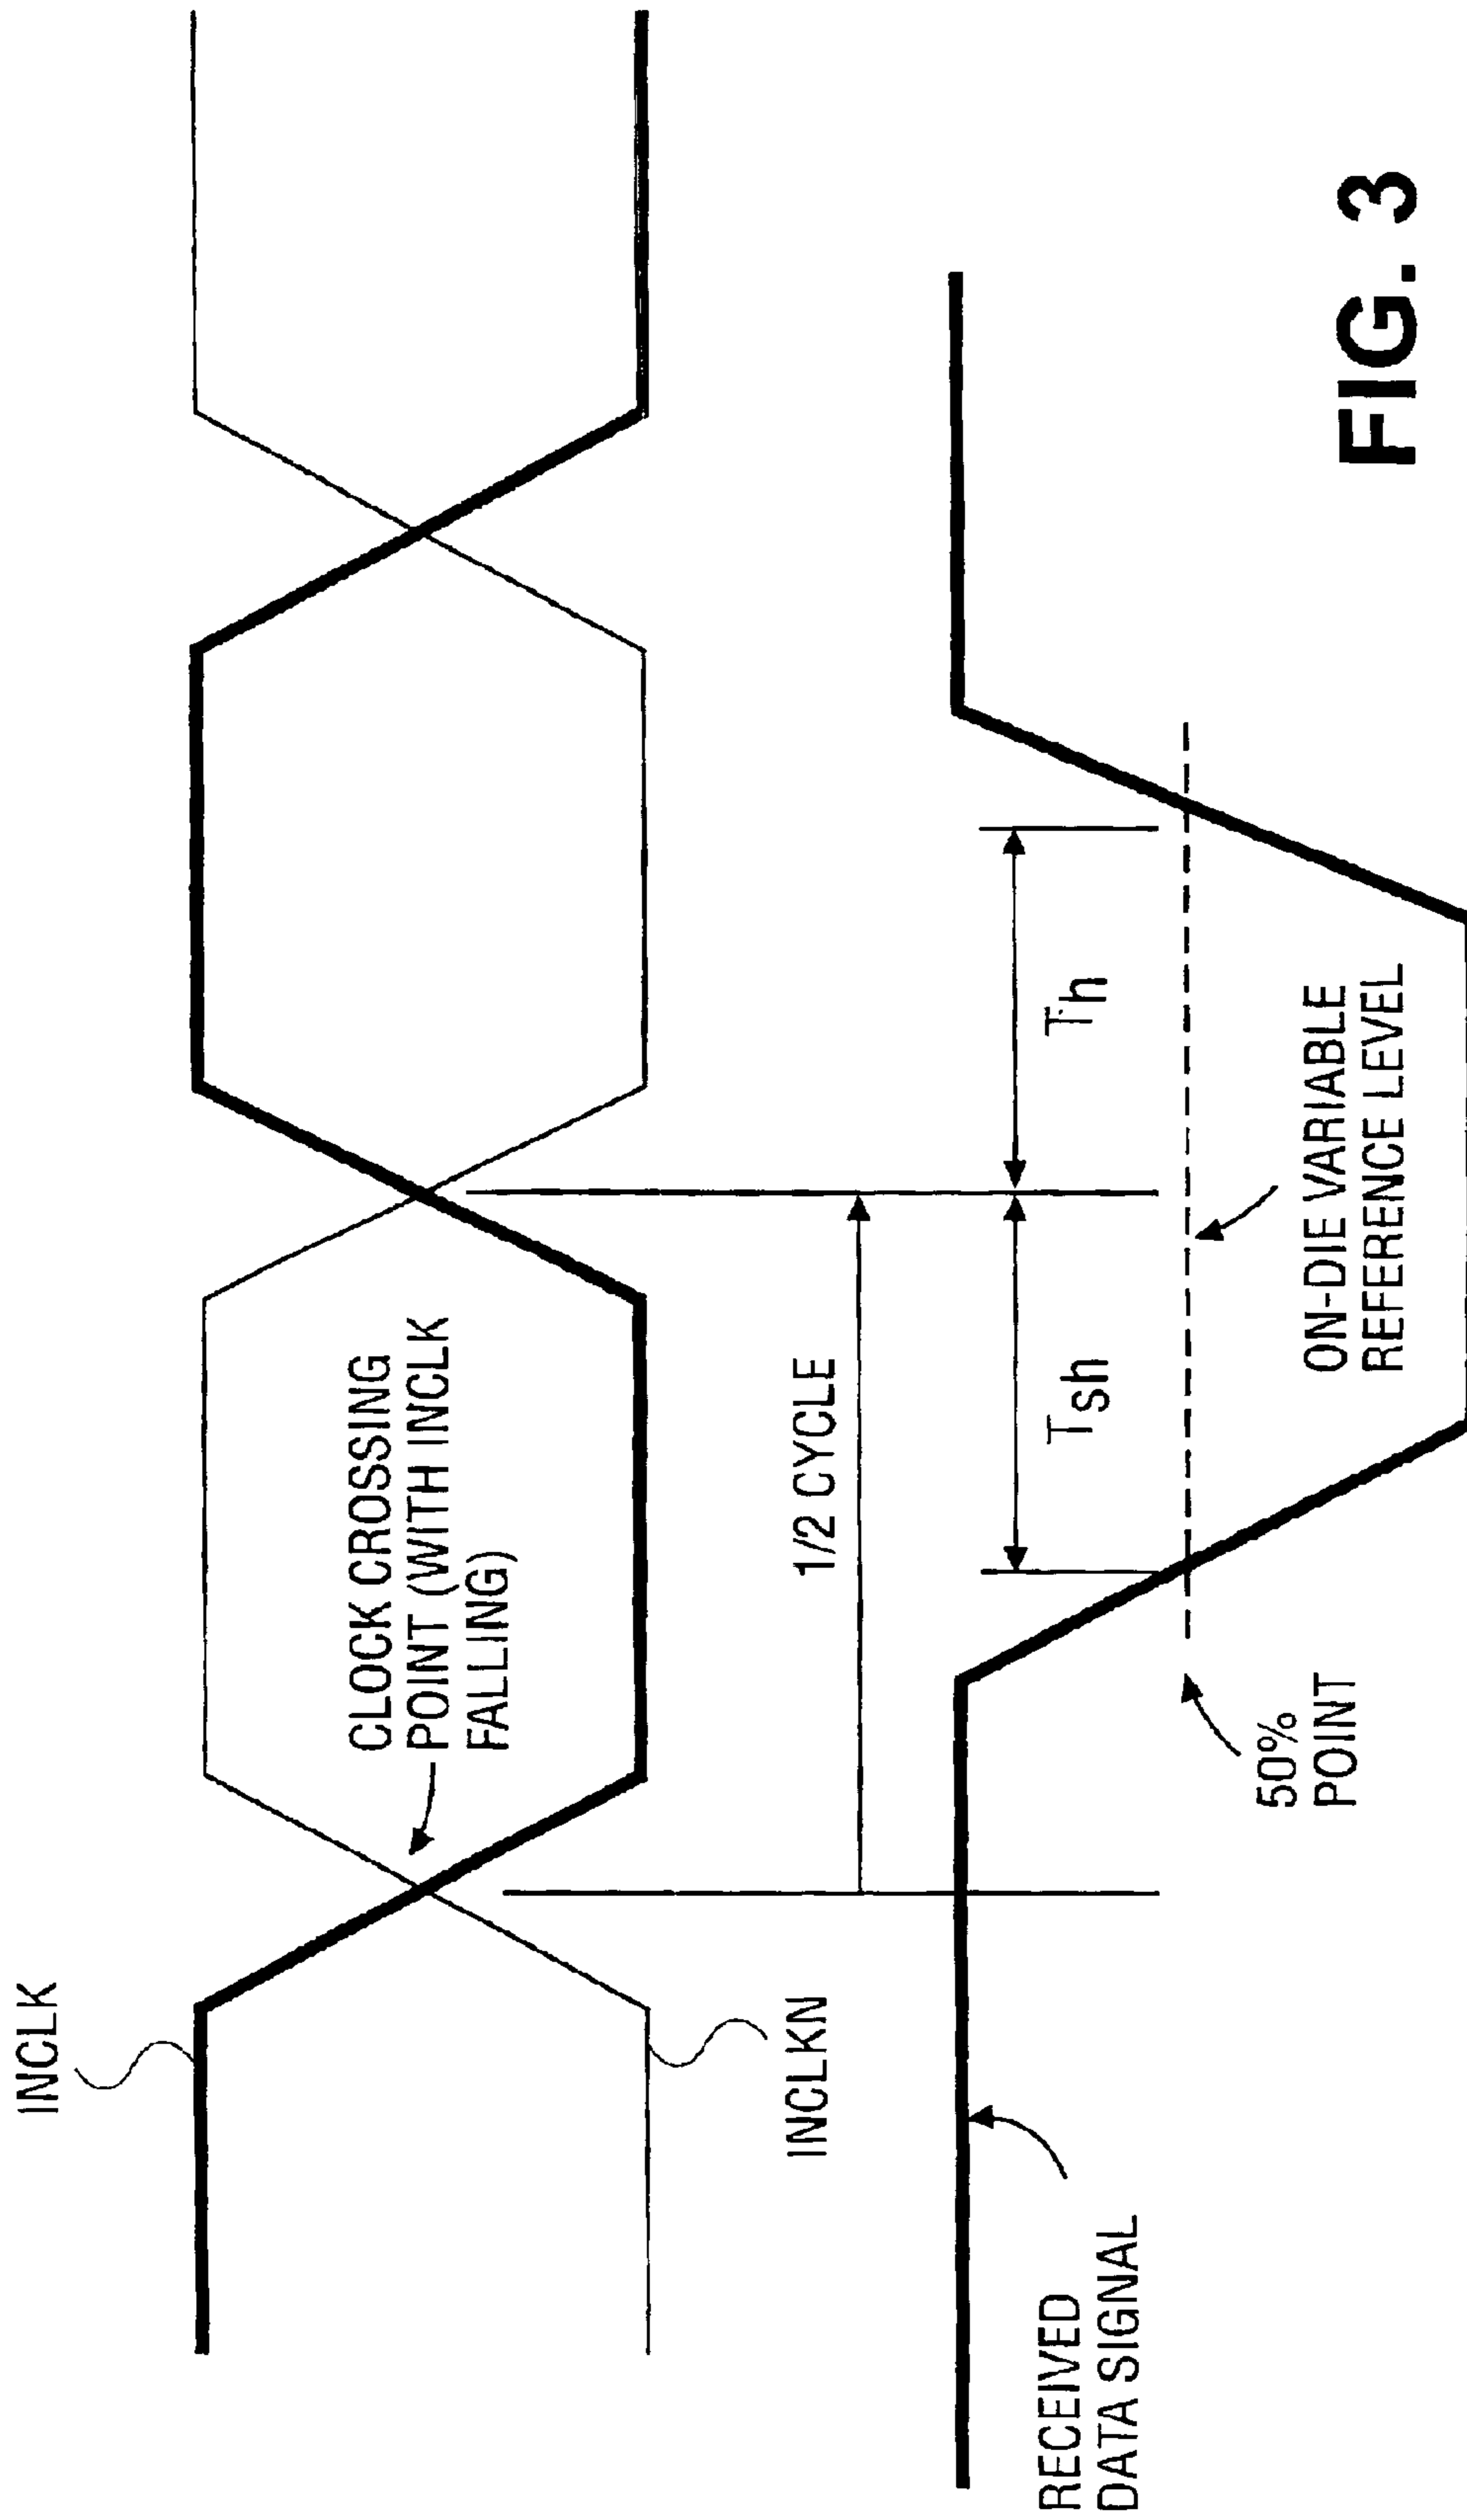 INCLK
CLOCK CROSSING
POINT (WITH INCLK
FALLING)
INCLKN
1/2 CYCLE
Tsh
Th
RECEIVED
DATA SIGNAL
50%
POINT
ON-DIE VARIABLE
REFERENCE LEVEL
FIG. 3